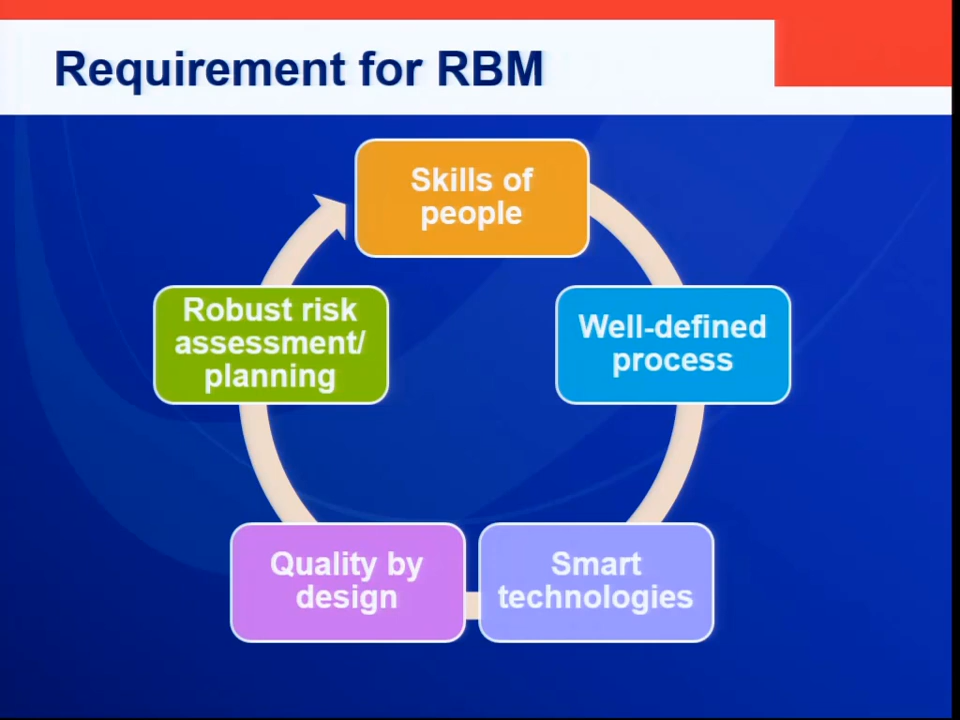 Requirement for RBM
Skills of
people
Well-defined
process
Smart
technologies
Quality by
design
Robust risk
assessment/
planning